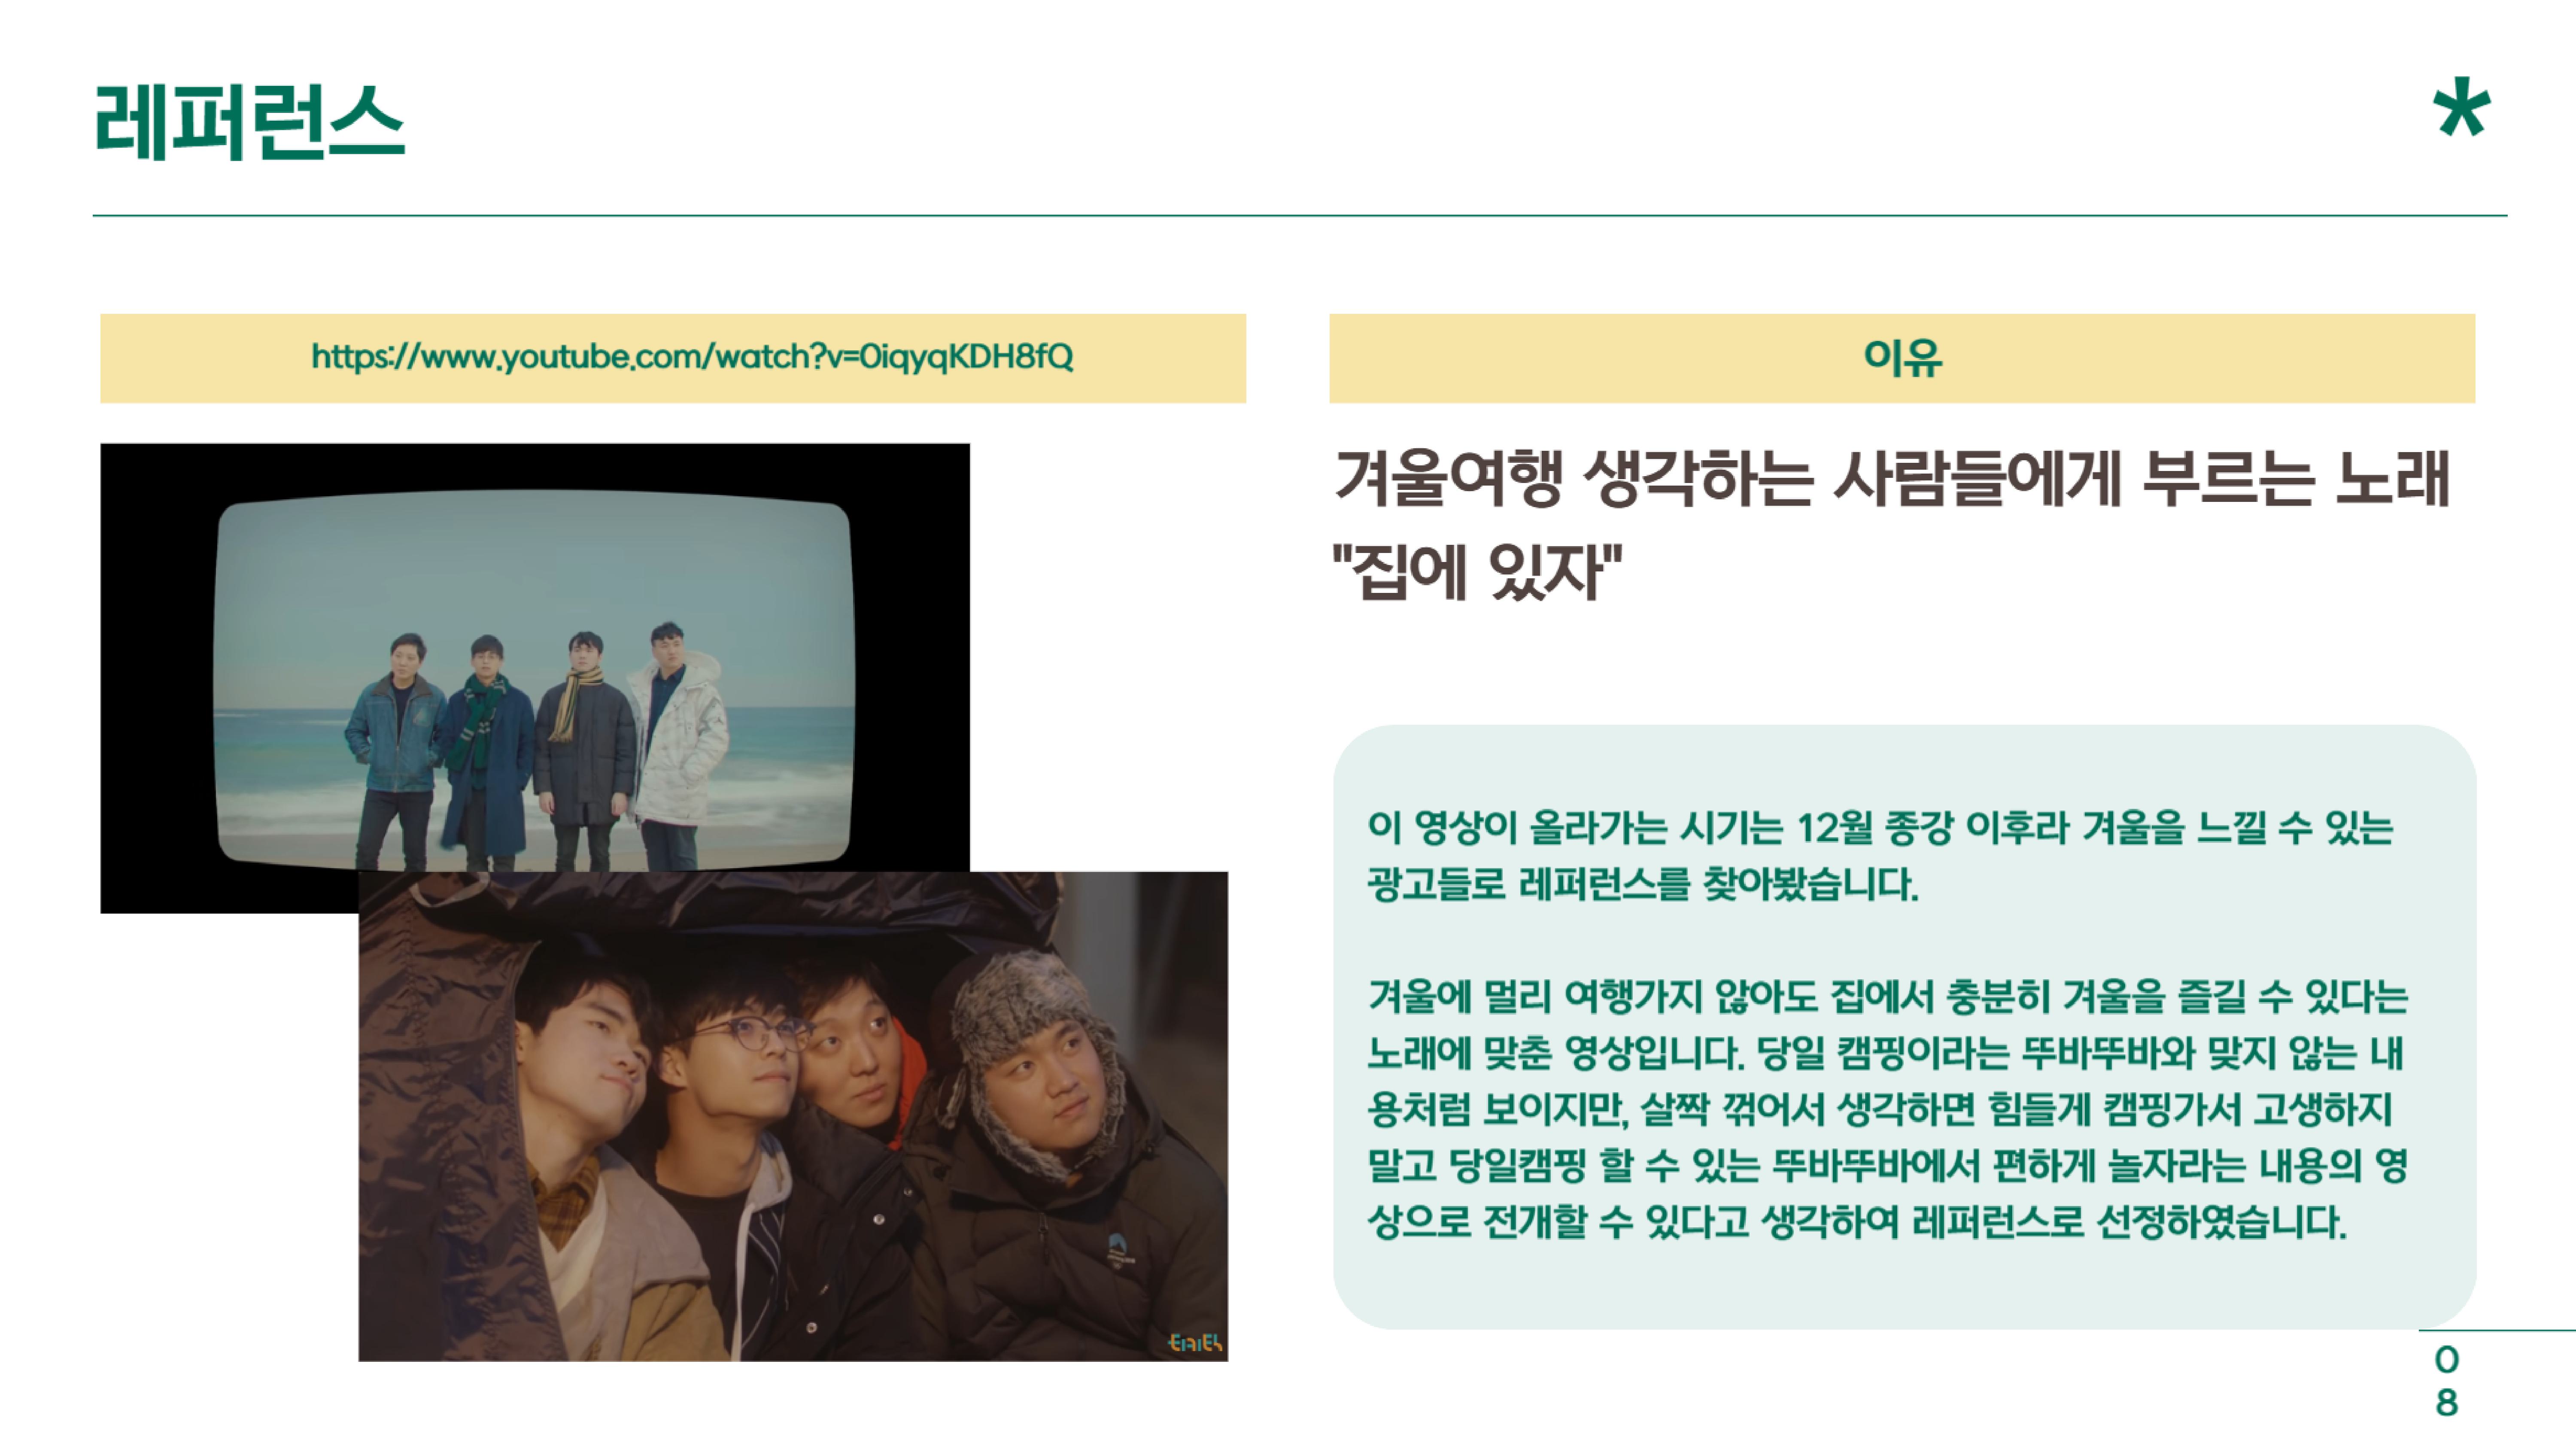 레퍼런스
*
https://www.youtube.com/watch?v=0iqyqKDH8fQ
이유
겨울여행 생각하는 사람들에게 부르는 노래
"집에 있자"
이 영상이 올라가는 시기는 12월 종강 이후라 겨울을 느낄 수 있는
광고들로 레퍼런스를 찾아봤습니다.
겨울에 멀리 여행가지 않아도 집에서 충분히 겨울을 즐길 수 있다는
노래에 맞춘 영상입니다. 당일 캠핑이라는 뚜바뚜바와 맞지 않는 내
용처럼 보이지만, 살짝 꺾어서 생각하면 힘들게 캠핑가서 고생하지
말고 당일캠핑 할 수 있는 뚜바뚜바에서 편하게 놀자라는 내용의 영
상으로 전개할 수 있다고 생각하여 레퍼런스로 선정하였습니다.
0
8